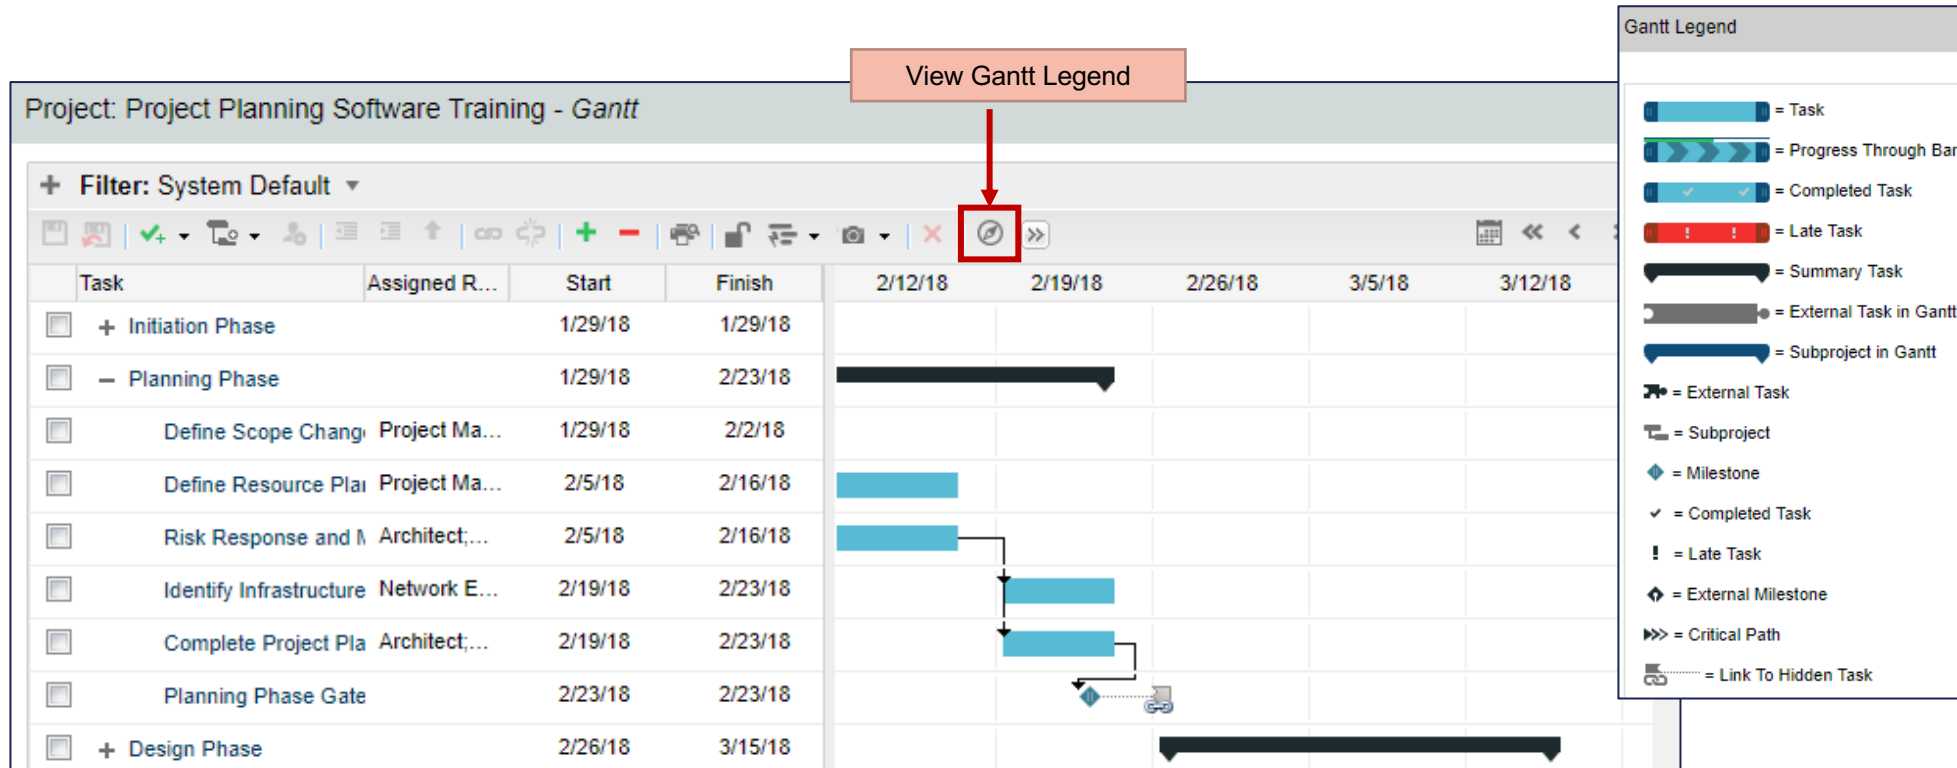 View Gantt Legend
Project: Project Planning Software Training - Gantt
Filter: System Default
Task Assigned R... Start Finish 2/12/18 2/19/18 2/26/18 3/5/18 3/12/18
Initiation Phase 1/29/18 1/29/18
Planning Phase 1/29/18 2/23/18
Define Scope Chang Project Ma... 1/29/18 2/2/18
Define Resource Plan Project Ma... 2/5/18 2/16/18
Risk Response and M Architect;... 2/5/18 2/16/18
Identify Infrastructure Network E... 2/19/18 2/23/18
Complete Project Pla Architect;... 2/19/18 2/23/18
Planning Phase Gate 2/23/18 2/23/18
Design Phase 2/26/18 3/15/18
Gantt Legend
= Task
= Progress Through Bar
= Completed Task
= Late Task
= Summary Task
= External Task in Gantt
= Subproject in Gantt
= External Task
= Subproject
= Milestone
= Completed Task
= Late Task
= External Milestone
= Critical Path
= Link To Hidden Task